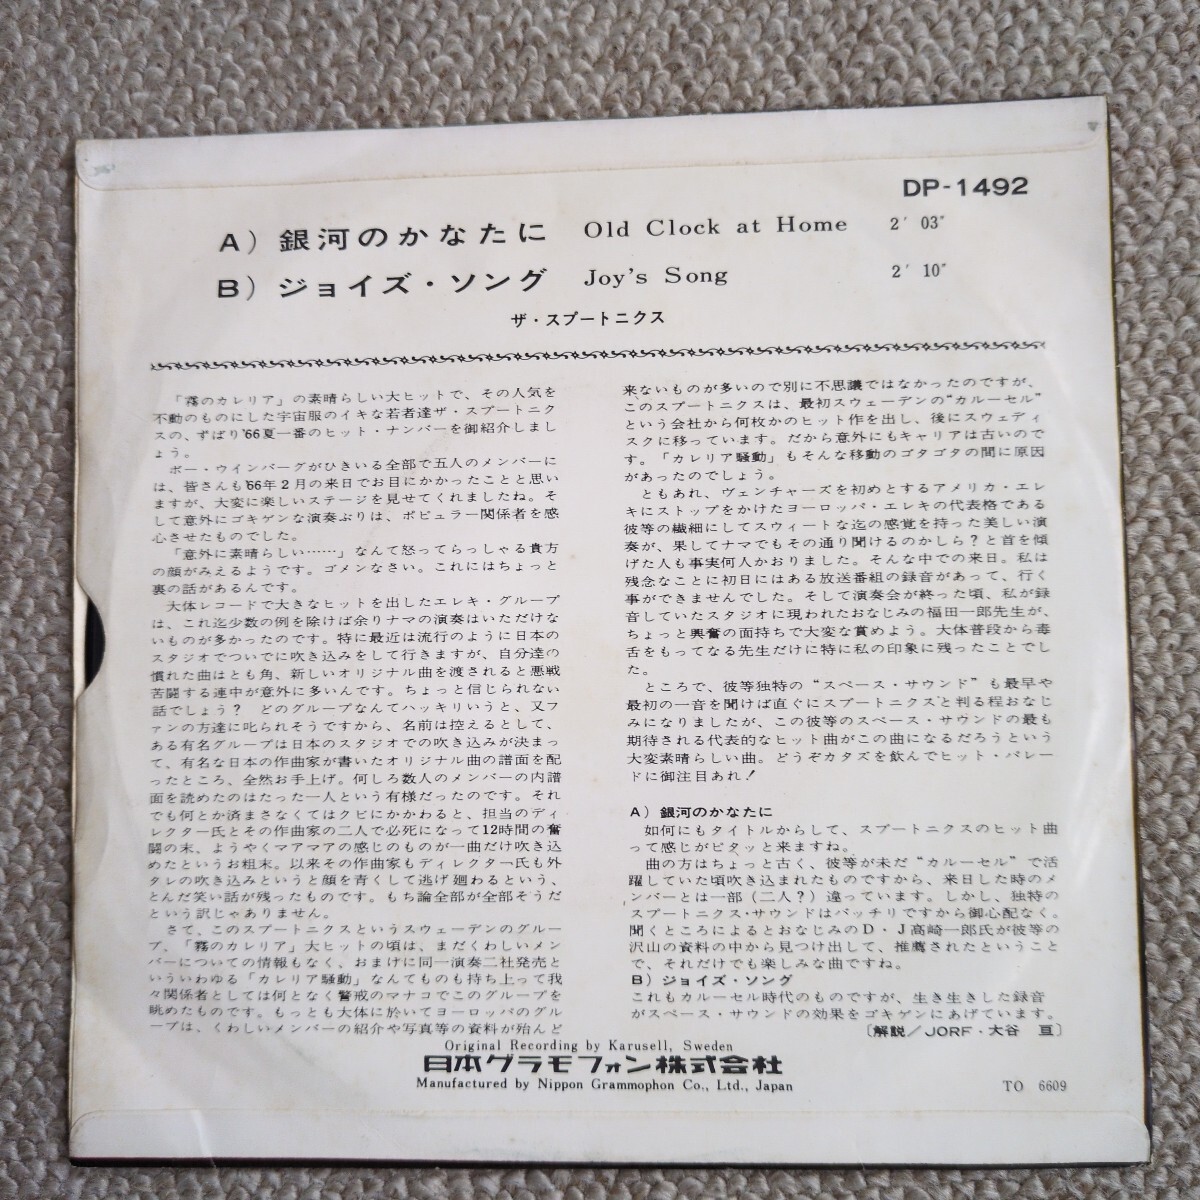 DP-1492
A) 銀河のかなたに Old Clock at Home 2′ 03″
B) ジョイズ・ソング Joy's Song 2′ 10″
ザ・スプートニクス
「霧のカレリア」の素晴らしい大ヒットで、その人気を
不動のものにした宇宙服のイキな若者達ザ・スプートニク
スの、ずばり'66夏一番のヒット・ナンバーを御紹介しまし
ょう。
ボー・ウインバーグがひきいる全部で五人のメンバーに
は、皆さんも'66年2月の来日でお目にかかったことと思い
ますが、大変に楽しいステージを見せてくれましたね。そ
して意外にゴキゲンな演奏ぶりは、ポピュラー関係者を感
心させたものでした。
「意外に素晴らしい……」なんて怒ってらっしゃる貴方
の顔がみえるようです。ゴメンなさい。これにはちょっと
裏の話があるんです。
大体レコードで大きなヒットを出したエレキ・グループ
は、これ迄少数の例を除けば余りナマの演奏はいただけな
いものが多かったのです。特に最近は流行のように日本の
スタジオでついでに吹き込みをして行きますが、自分達の
慣れた曲はとも角、新しいオリジナル曲を渡されると悪戦
苦闘する連中が意外に多いんです。ちょっと信じられない
話でしょう? どのグループなんてハッキリいうと、又フ
ァンの方達に叱られそうですから、名前は控えるとして、
ある有名グループは日本のスタジオでの吹き込みが決まっ
て、有名な日本の作曲家が書いたオリジナル曲の譜面を配
ったところ、全然お手上げ。何しろ数人のメンバーの内譜
面を読めたのはたった一人という有様だったのです。それ
でも何とか済まさなくてはクビにかかわると、担当のディ
レクター氏とその作曲家の二人で必死になって12時間の奮
闘の末、ようやくマアマアの感じのものが一曲だけ吹き込
めたというお粗末。以来その作曲家もディレクター氏も外
タレの吹き込みというと顔を青くして逃げ廻わるという、
とんだ笑い話が残ったものです。もち論全部が全部そうだ
という訳じゃありません。
さて、このスプートニクスというスウェーデンのグルー
プ、「霧のカレリア」大ヒットの頃は、まだくわしいメン
バーについての情報もなく、おまけに同一演奏二社発売と
いういわゆる「カレリア騒動」なんてものも持ち上って我
々関係者としては何となく警戒のマナコでこのグループを
眺めたものです。もっとも大体に於いてヨーロッパのグル
ープは、くわしいメンバーの紹介や写真等の資料が殆んど
来ないものが多いので別に不思議ではなかったのですが、
このスプートニクスは、最初スウェーデンの“カルーセル”
という会社から何枚かのヒット作を出し、後にスウェディ
スクに移っています。だから意外にもキャリアは古いので
す。「カレリア騒動」もそんな移動のゴタゴタの間に原因
があったのでしょう。
ともあれ、ヴェンチャーズを初めとするアメリカ・エレ
キにストップをかけたヨーロッパ・エレキの代表格である
彼等の繊細にしてスウィートな迄の感覚を持った美しい演
奏が、果してナマでもその通り聞けるのかしら?と首を傾
げた人も事実何人かおりました。そんな中での来日。私は
残念なことに初日にはある放送番組の録音があって、行く
事ができませんでした。そして演奏会が終った頃、私が録
音していたスタジオに現われたおなじみの福田一郎先生が、
ちょっと興奮の面持ちで大変な賞めよう。大体普段から毒
舌をもってなる先生だけに特に私の印象に残ったことでし
た。
ところで、彼等独特の“スペース・サウンド”も最早や
最初の一音を聞けば直ぐにスプートニクスと判る程おなじ
みになりましたが、この彼等のスペース・サウンドの最も
期待される代表的なヒット曲がこの曲になるだろうという
大変素晴らしい曲。どうぞカタズを飲んでヒット・パレー
ドに御注目あれ!
A) 銀河のかなたに
如何にもタイトルからして、スプートニクスのヒット曲
って感じがピタッと来ますね。
曲の方はちょっと古く、彼等が未だ“カルーセル”で活
躍していた頃吹き込まれたものですから、来日した時のメ
ンバーとは一部(二人?)違っています。しかし、独特の
スプートニクス・サウンドはバッチリですから御心配なく。
聞くところによるとおなじみのD・J高崎一郎氏が彼等の
沢山の資料の中から見つけ出して、推薦されたということ
で、それだけでも楽しみな曲ですね。
B) ジョイズ・ソング
これもカルーセル時代のものですが、生き生きした録音
がスペース・サウンドの効果をゴキゲンにあげています。
〔解説/JORF・大谷 亘〕
Original Recording by Karusell, Sweden
日本グラモフォン株式会社
Manufactured by Nippon Grammophon Co., Ltd., Japan
TO 6609